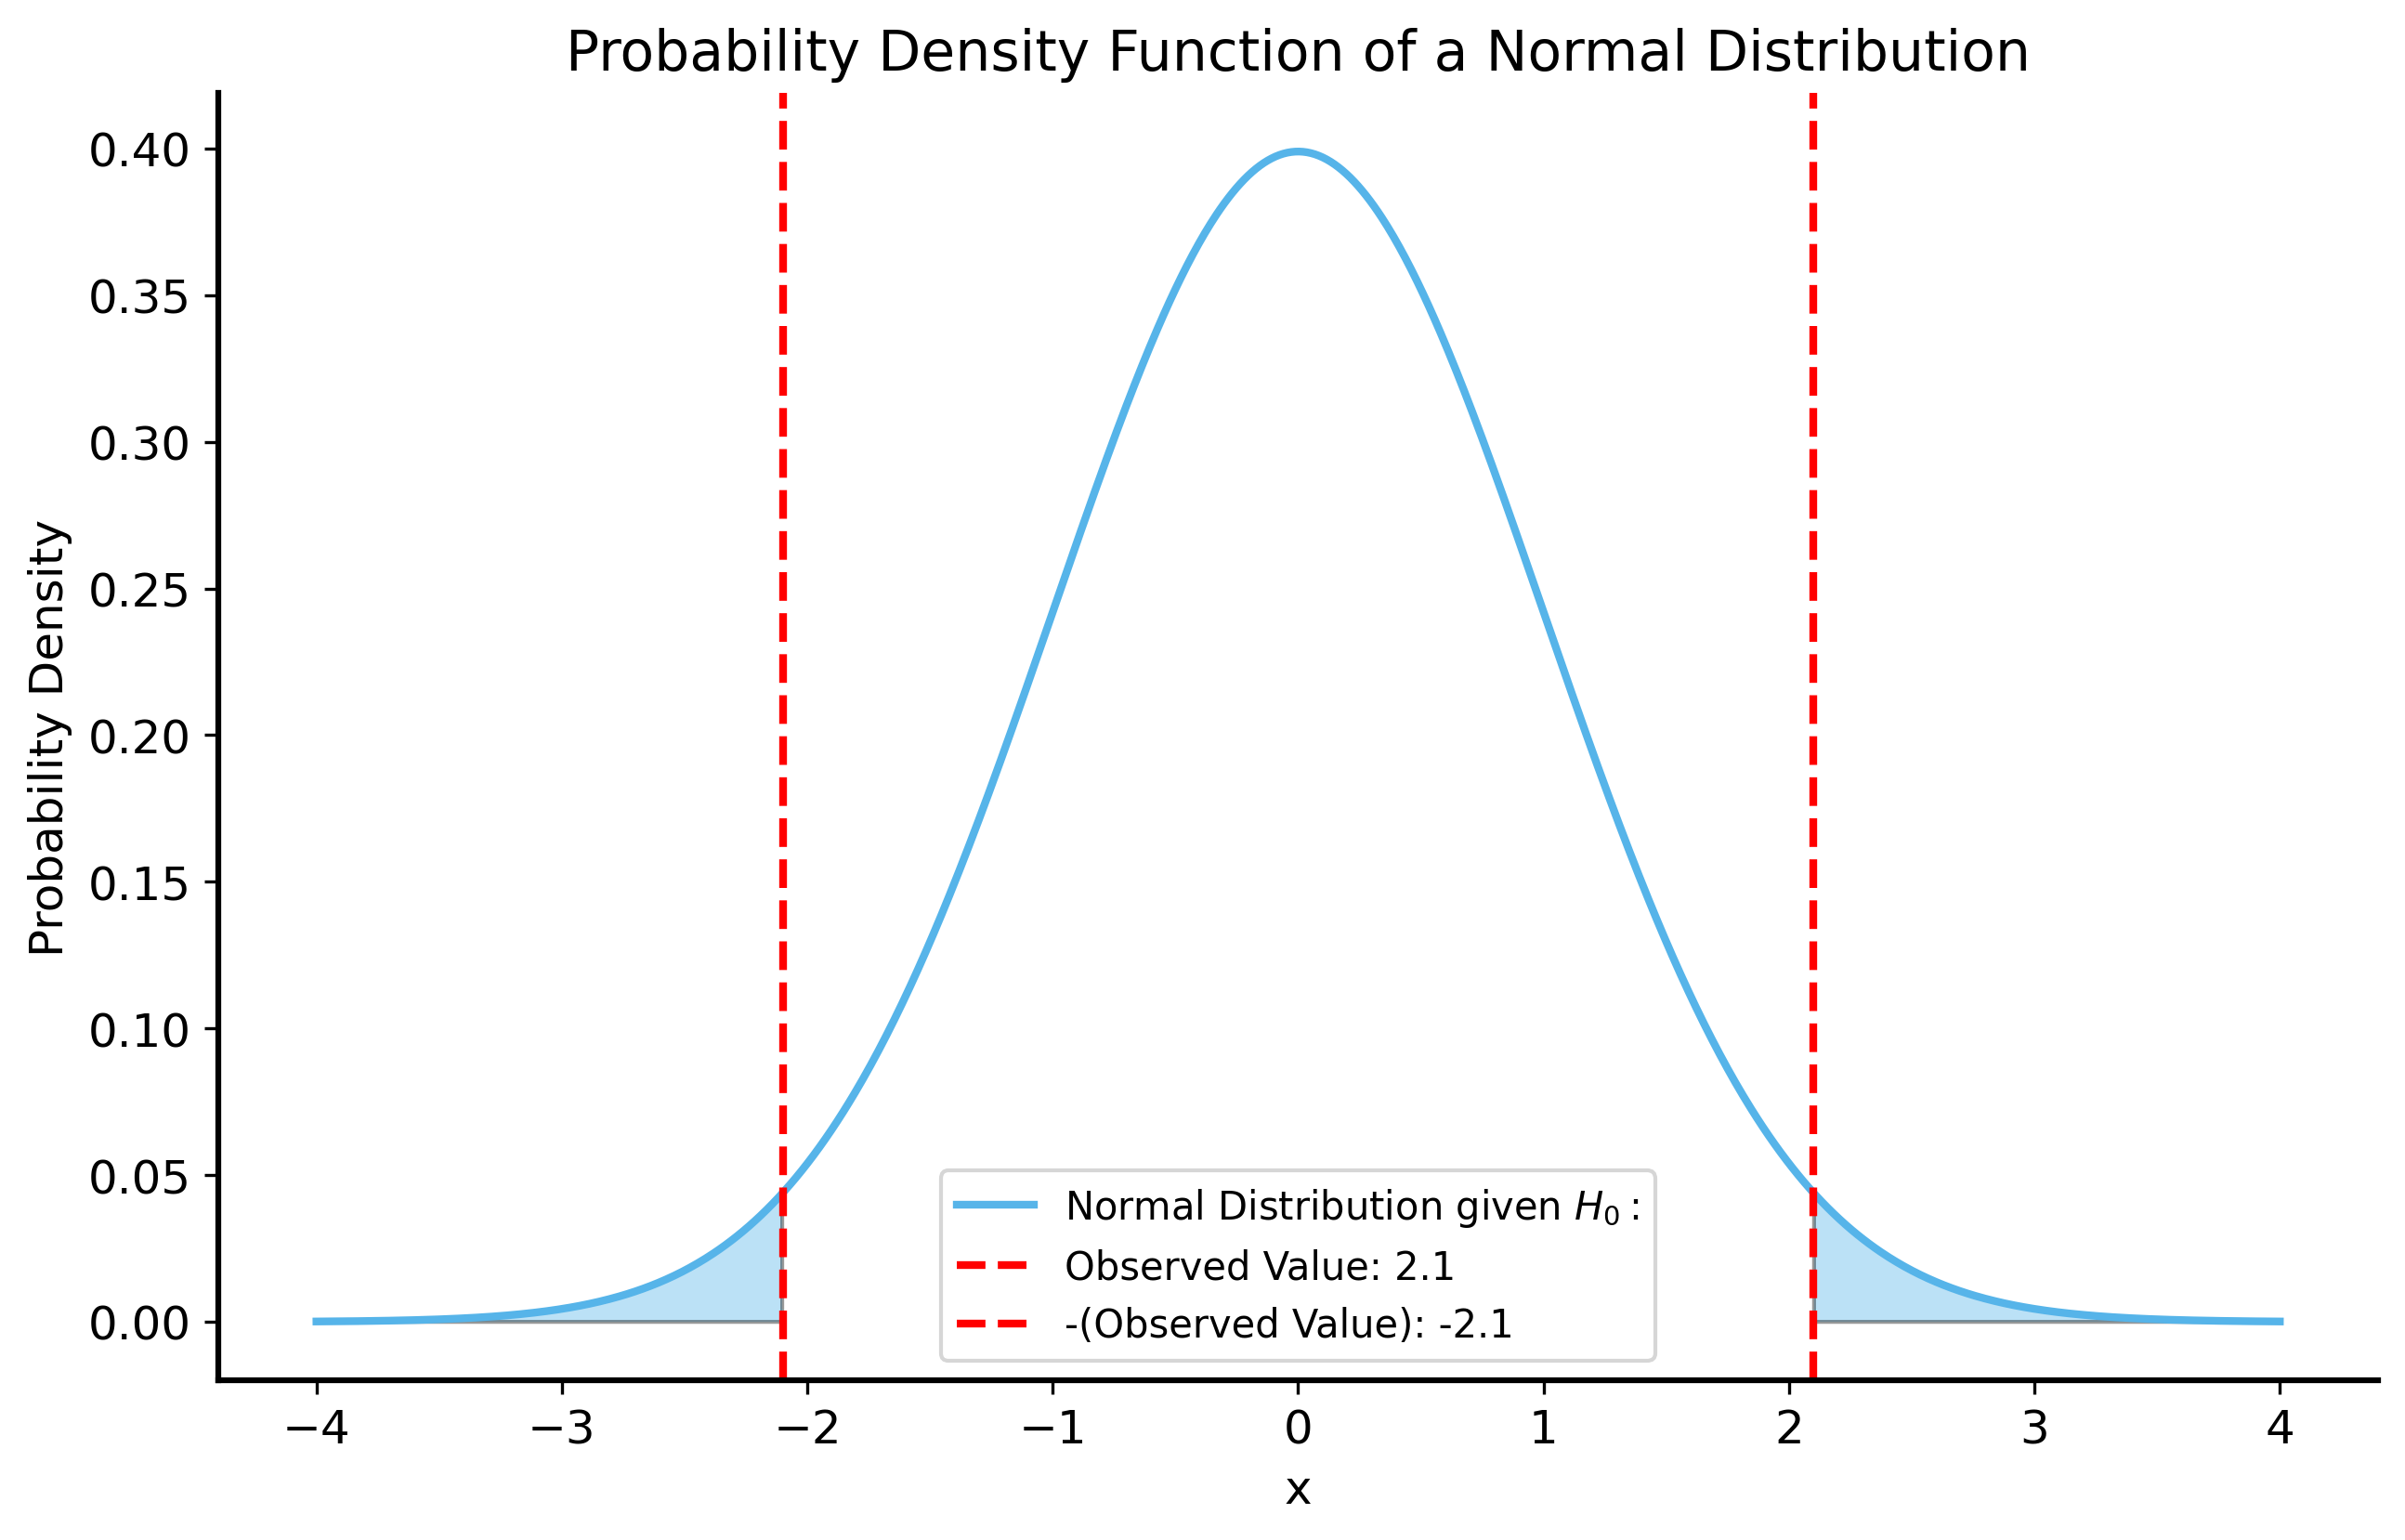 Probability Density Function of a Normal Distribution
Probability Density
0.40
0.35
0.30
0.25
0.20
0.15
0.10
0.05
0.00
Normal Distribution given H₀ :
Observed Value: 2.1
-(Observed Value): -2.1
−4 −3 −2 −1 0 1 2 3 4
x